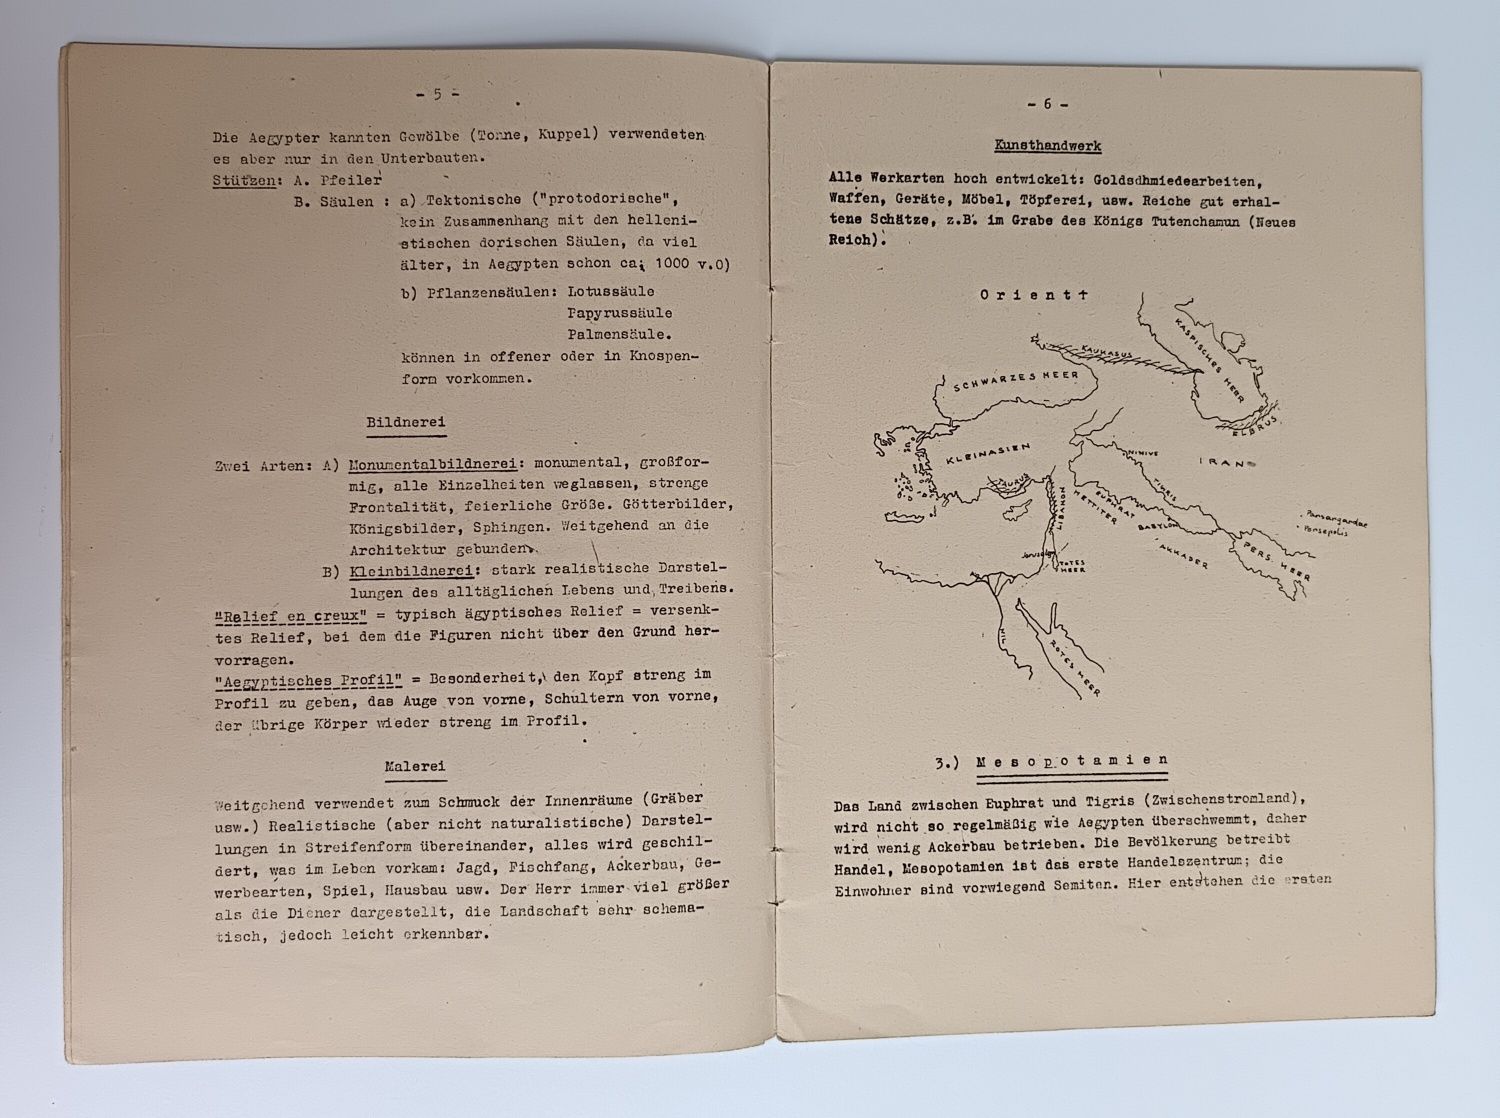 - 5 -
Die Aegypter kannten Gewölbe (Tonne, Kuppel) verwendeten
es aber nur in den Unterbauten.
Stützen: A. Pfeiler
B. Säulen : a) Tektonische ("protodorische",
kein Zusammenhang mit den helleni-
stischen dorischen Säulen, da viel
älter, in Aegypten schon ca; 1000 v.0)
b) Pflanzensäulen: Lotussäule
Papyrussäule
Palmensäule.
können in offener oder in Knospen-
form vorkommen.
Bildnerei
Zwei Arten: A) Monumentalbildnerei: monumental, großfor-
mig, alle Einzelheiten weglassen, strenge
Frontalität, feierliche Größe. Götterbilder,
Königsbilder, Sphingen. Weitgehend an die
Architektur gebunden.
B) Kleinbildnerei: stark realistische Darstel-
lungen des alltäglichen Lebens und Treibens.
"Relief en creux" = typisch ägyptisches Relief = versenk-
tes Relief, bei dem die Figuren nicht über den Grund her-
vorragen.
"Aegyptisches Profil" = Besonderheit, den Kopf streng im
Profil zu geben, das Auge von vorne, Schultern von vorne,
der übrige Körper wieder streng im Profil.
Malerei
Weitgehend verwendet zum Schmuck der Innenräume (Gräber
usw.) Realistische (aber nicht naturalistische) Darstel-
lungen in Streifenform übereinander, alles wird geschil-
dert, was im Leben vorkam: Jagd, Fischfang, Ackerbau, Ge-
werbearten, Spiel, Hausbau usw. Der Herr immer viel größer
als die Diener dargestellt, die Landschaft sehr schema-
tisch, jedoch leicht erkennbar.
- 6 -
Kunsthandwerk
Alle Werkarten hoch entwickelt: Goldsdhmiedearbeiten,
Waffen, Geräte, Möbel, Töpferei, usw. Reiche gut erhal-
tene Schätze, z.B. im Grabe des Königs Tutenchamun (Neues
Reich).
Orient
KASPISCHES MEER
KAUKASUS
SCHWARZES MEER
ELBRUS
KLEINASIEN
NINIVE
IRAN
TAURUS
TIGRIS
EUPHRAT
HETTITER
BABYLON
Pasargardae
Persepolis
AKKADER
PERS. MEER
Jerusalem
TOTES
MEER
NIL
ROTES MEER
3.) Mesopotamien
Das Land zwischen Euphrat und Tigris (Zwischenstromland),
wird nicht so regelmäßig wie Aegypten überschwemmt, daher
wird wenig Ackerbau betrieben. Die Bevölkerung betreibt
Handel, Mesopotamien ist das erste Handelszentrum; die
Einwohner sind vorwiegend Semiten. Hier entstehen die ersten